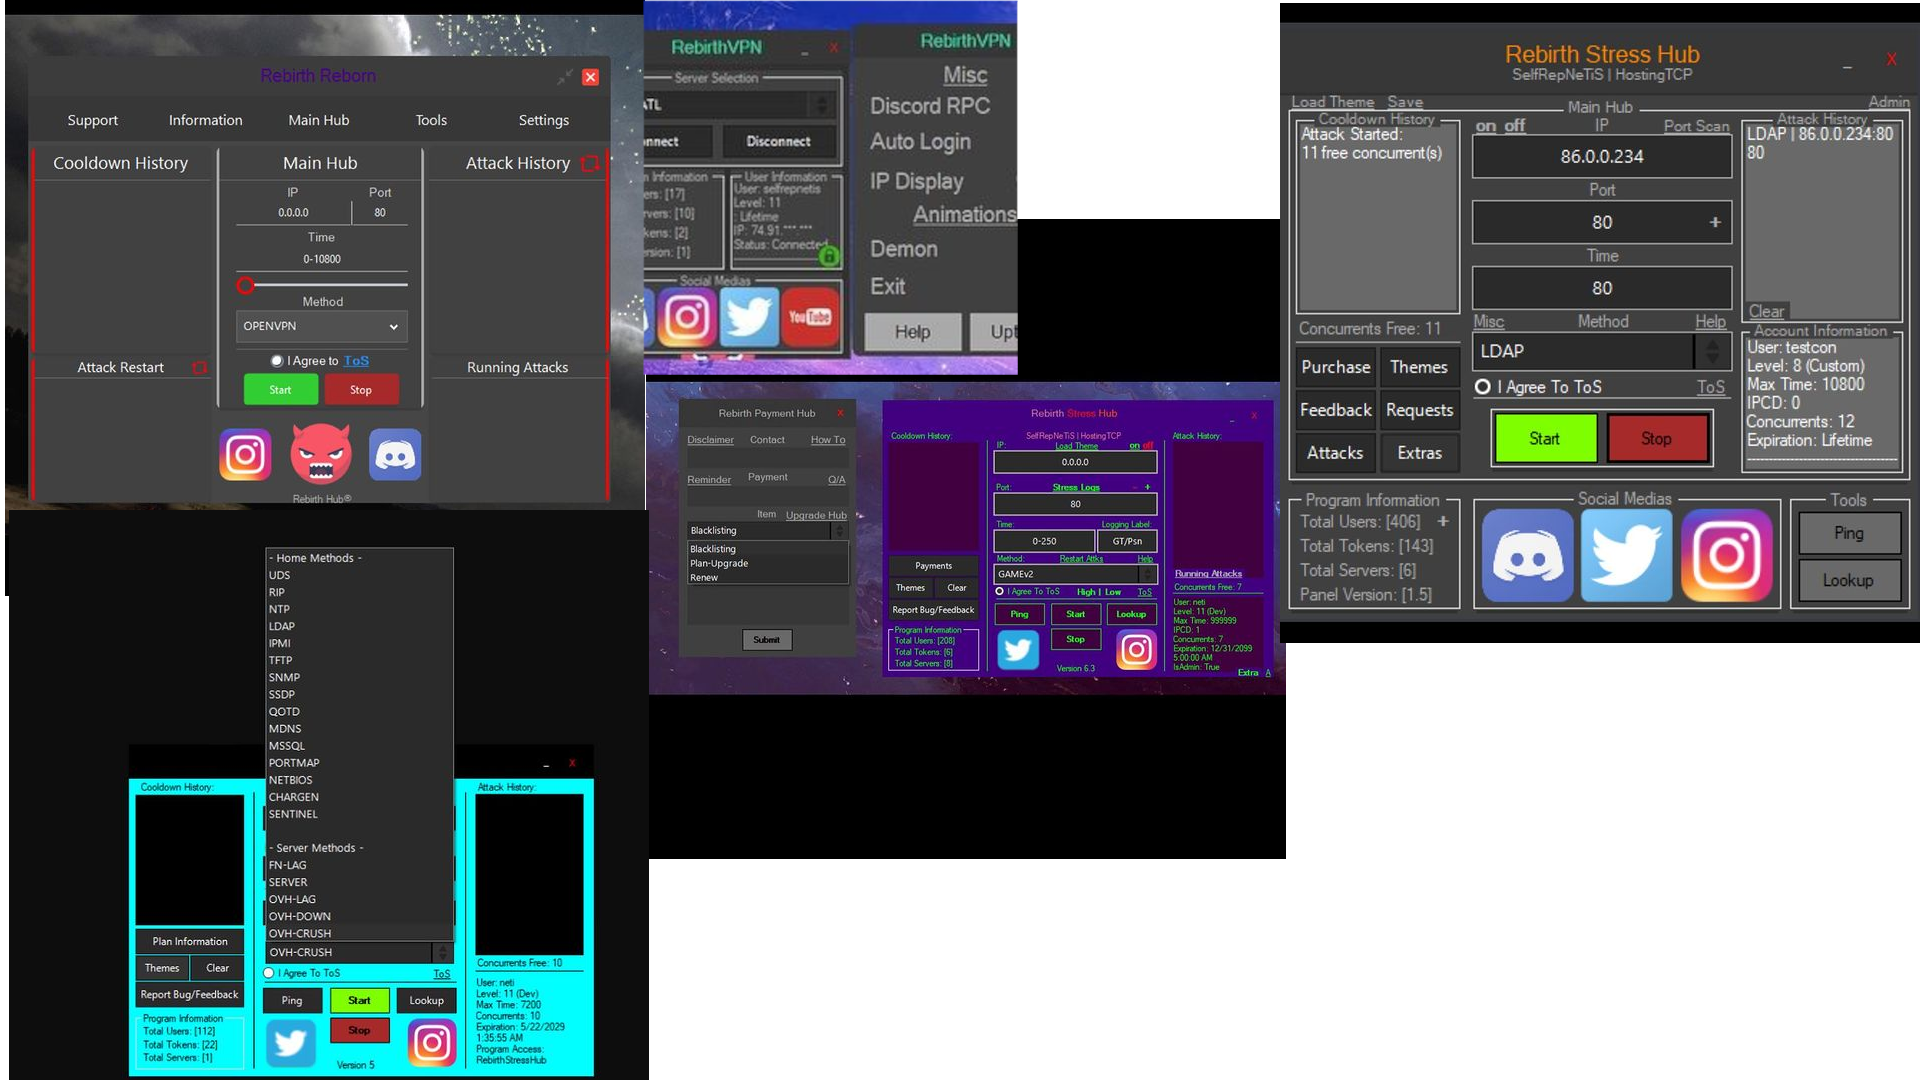 Rebirth Reborn
Support
Information
Main Hub
Tools
Settings
Cooldown History
Main Hub
Attack History
IP
Port
0.0.0.0
80
Time
0-10800
Method
OPENVPN
I Agree to ToS
Start
Stop
Attack Restart
Running Attacks
Rebirth Hub®
RebirthVPN
_ X
Server Selection
ATL
nnect
Disconnect
Information
ers: [17]
rvers: [10]
kens: [2]
rsion: [1]
User Information
User: selfrepnetis
Level: 11
: Lifetime
IP: 74.91.***.***
Status: Connected
Social Medias
You Tube
RebirthVPN
Misc
Discord RPC
Auto Login
IP Display
Animations
Demon
Exit
Help
Rebirth Stress Hub
_ X
SelfRepNeTiS | HostingTCP
Load Theme
Save
Main Hub
Admin
Cooldown History
Attack Started:
11 free concurrent(s)
on off
IP
Port Scan
86.0.0.234
Port
80
+
Time
80
Attack History
LDAP | 86.0.0.234:80
80
Clear
Concurrents Free: 11
Misc
Method
Help
LDAP
I Agree To ToS
ToS
Start
Stop
Purchase
Themes
Feedback
Requests
Attacks
Extras
Account Information
User: testcon
Level: 8 (Custom)
Max Time: 10800
IPCD: 0
Concurrents: 12
Expiration: Lifetime
Program Information
Total Users: [406] +
Total Tokens: [143]
Total Servers: [6]
Panel Version: [1.5]
Social Medias
Tools
Ping
Lookup
Rebirth Payment Hub
X
Disclaimer
Contact
How To
Reminder
Payment
Q/A
Item
Upgrade Hub
Blacklisting
Blacklisting
Plan-Upgrade
Renew
Submit
Rebirth Stress Hub
_ X
Cooldown History:
SelfRepNeTiS | HostingTCP
Attack History:
IP:
Load Theme
on off
0.0.0.0
Port:
Stress Logs
- +
80
Time:
Logging Label:
0-250
GT/Psn
Method:
Restart Attks
Help
GAMEv2
I Agree To ToS
High | Low
ToS
Ping
Start
Lookup
Stop
Version 6.3
Payments
Themes
Clear
Report Bug/Feedback
Program Information
Total Users: [208]
Total Tokens: [6]
Total Servers: [8]
Running Attacks
Concurrents Free: 7
User: neti
Level: 11 (Dev)
Max Time: 999999
IPCD: 1
Concurrents: 7
Expiration: 12/31/2099
5:00:00 AM
IsAdmin: True
Extra A
- Home Methods -
UDS
RIP
NTP
LDAP
IPMI
TFTP
SNMP
SSDP
QOTD
MDNS
MSSQL
PORTMAP
NETBIOS
CHARGEN
SENTINEL
- Server Methods -
FN-LAG
SERVER
OVH-LAG
OVH-DOWN
OVH-CRUSH
OVH-CRUSH
_ X
Cooldown History:
Attack History:
Plan Information
Themes
Clear
Report Bug/Feedback
Program Information
Total Users: [112]
Total Tokens: [22]
Total Servers: [1]
I Agree To ToS
ToS
Ping
Start
Lookup
Stop
Version 5
Concurrents Free: 10
User: neti
Level: 11 (Dev)
Max Time: 7200
Concurrents: 10
Expiration: 5/22/2029
1:35:55 AM
Program Access:
RebirthStressHub